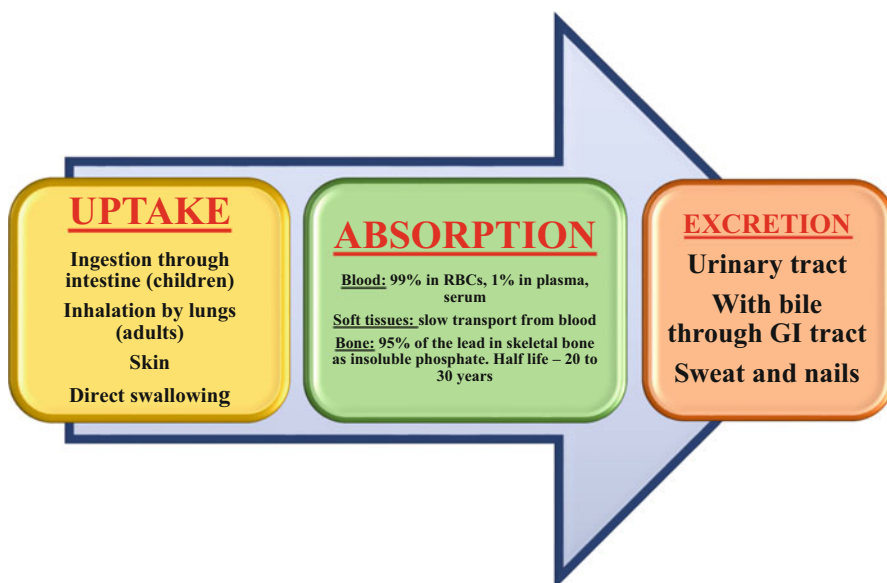 UPTAKE
Ingestion through
intestine (children)
Inhalation by lungs
(adults)
Skin
Direct swallowing
ABSORPTION
Blood: 99% in RBCs, 1% in plasma,
serum
Soft tissues: slow transport from blood
Bone: 95% of the lead in skeletal bone
as insoluble phosphate. Half life – 20 to
30 years
EXCRETION
Urinary tract
With bile
through GI tract
Sweat and nails